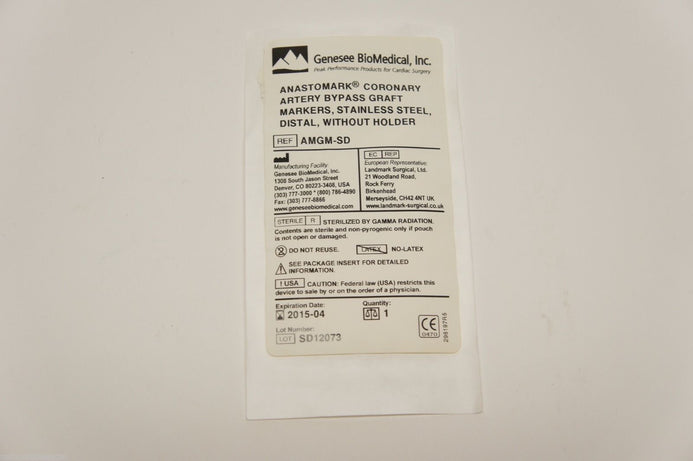 Genesee BioMedical, Inc.
Peak Performance Products for Cardiac Surgery
ANASTOMARK® CORONARY
ARTERY BYPASS GRAFT
MARKERS, STAINLESS STEEL,
DISTAL, WITHOUT HOLDER
REF AMGM-SD
Manufacturing Facility:
Genesee BioMedical, Inc.
1308 South Jason Street
Denver, CO 80223-3408, USA
(303) 777-3000 * (800) 786-4890
Fax: (303) 777-8866
www.geneseebiomedical.com
EC REP
European Representative:
Landmark Surgical, Ltd.
21 Woodland Road,
Rock Ferry
Birkenhead
Merseyside, CH42 4NT UK
www.landmark-surgical.co.uk
STERILE R STERILIZED BY GAMMA RADIATION.
Contents are sterile and non-pyrogenic only if pouch
is not open or damaged.
2 DO NOT REUSE. LATEX NO-LATEX
SEE PACKAGE INSERT FOR DETAILED
INFORMATION.
! USA CAUTION: Federal law (USA) restricts this
device to sale by or on the order of a physician.
Expiration Date:
2015-04
Quantity:
1
Lot Number:
LOT SD12073
CE
0470